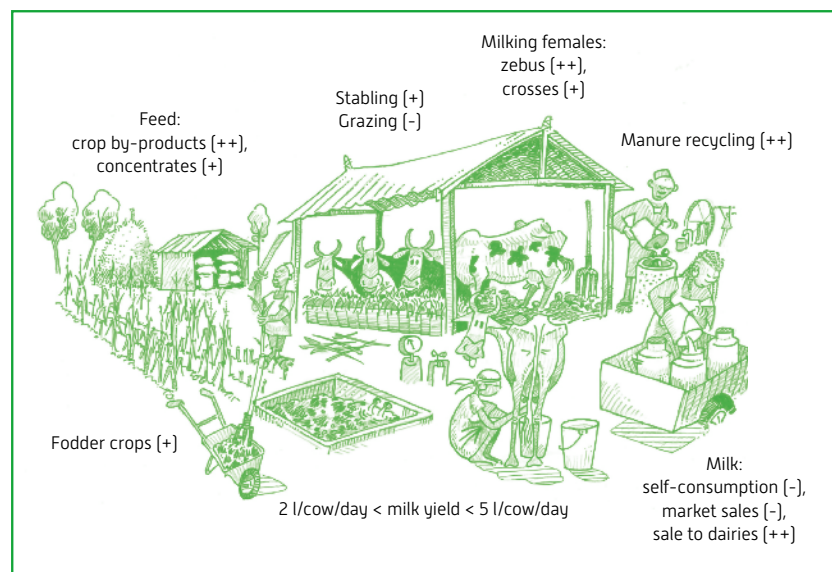 Milking females:
zebus (++),
crosses (+)
Stabling (+)
Grazing (-)
Feed:
crop by-products (++),
concentrates (+)
Manure recycling (++)
Fodder crops (+)
Milk:
self-consumption (-),
market sales (-),
sale to dairies (++)
2 l/cow/day < milk yield < 5 l/cow/day